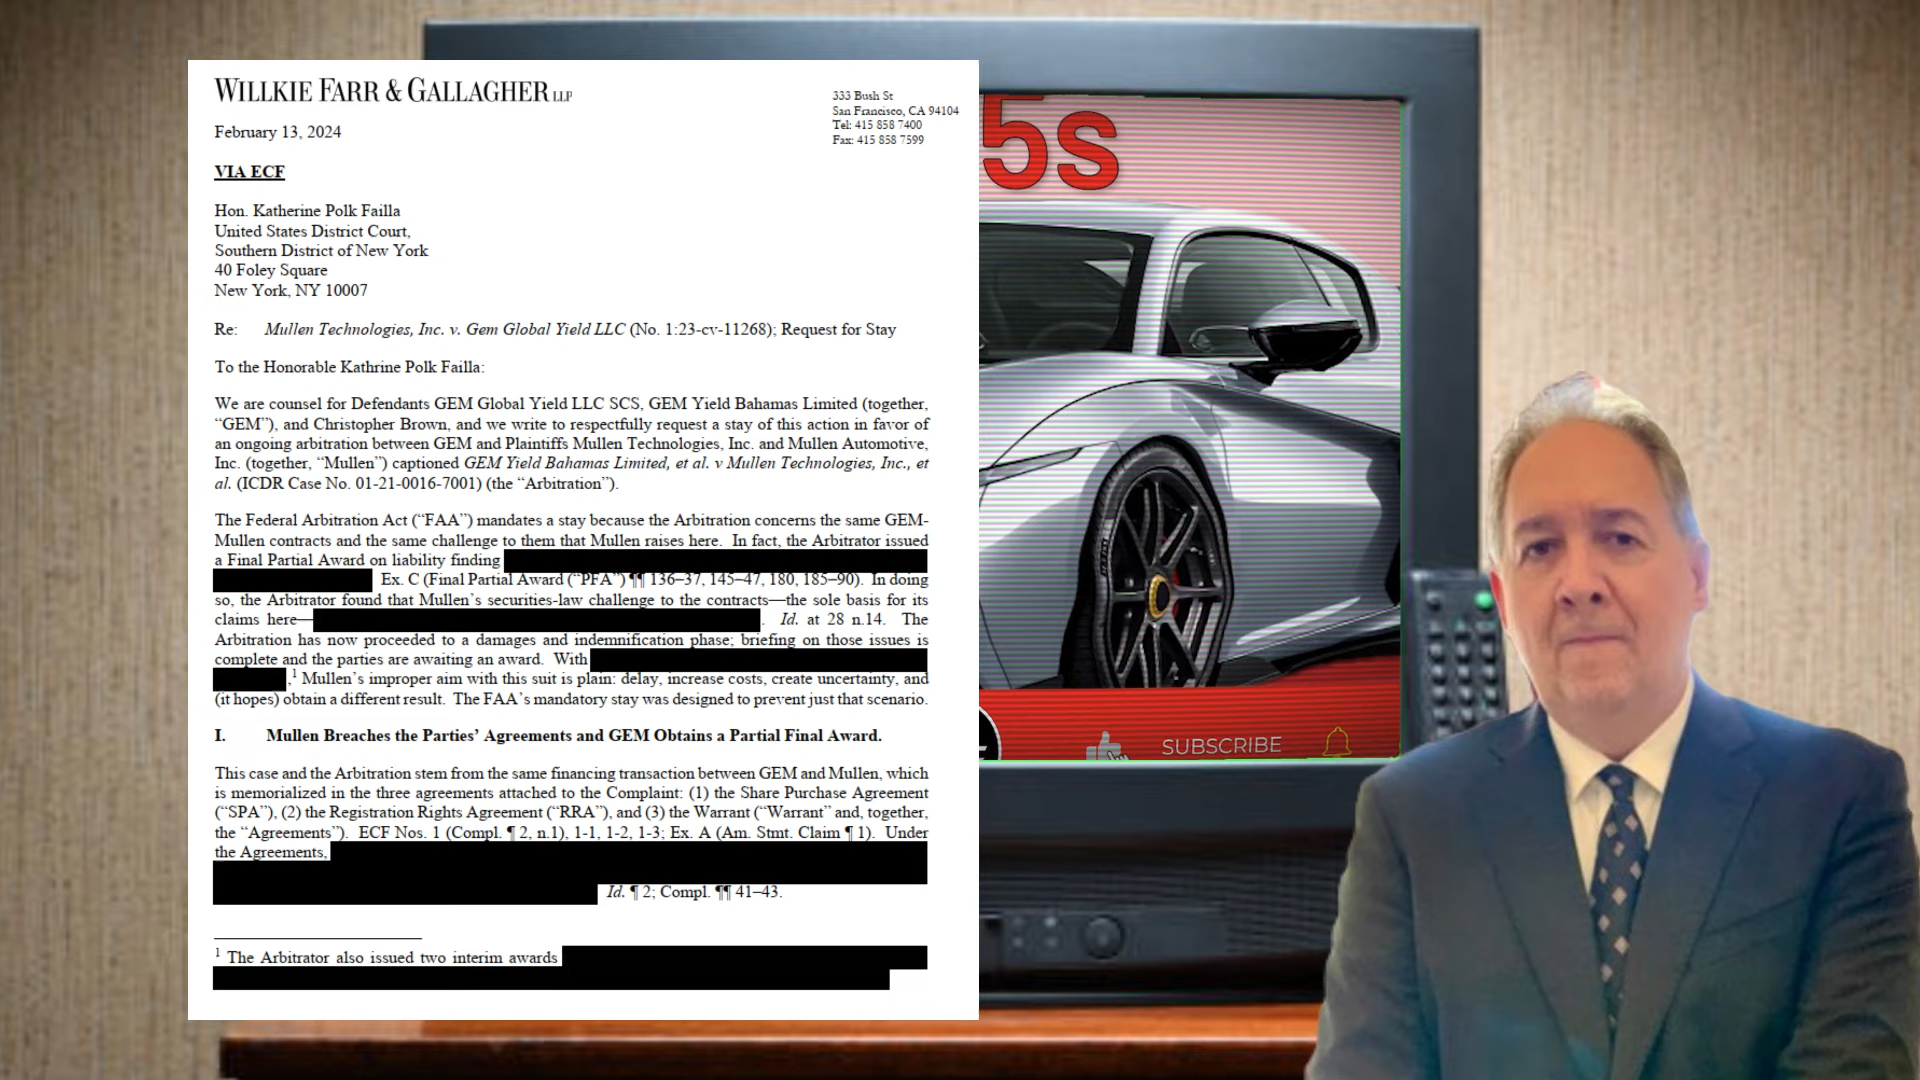 WILLKIE FARR & GALLAGHER LLP
333 Bush St
San Francisco, CA 94104
Tel: 415 858 7400
Fax: 415 858 7599
February 13, 2024
VIA ECF
Hon. Katherine Polk Failla
United States District Court,
Southern District of New York
40 Foley Square
New York, NY 10007
Re: Mullen Technologies, Inc. v. Gem Global Yield LLC (No. 1:23-cv-11268); Request for Stay
To the Honorable Kathrine Polk Failla:
We are counsel for Defendants GEM Global Yield LLC SCS, GEM Yield Bahamas Limited (together,
“GEM”), and Christopher Brown, and we write to respectfully request a stay of this action in favor of
an ongoing arbitration between GEM and Plaintiffs Mullen Technologies, Inc. and Mullen Automotive,
Inc. (together, “Mullen”) captioned GEM Yield Bahamas Limited, et al. v Mullen Technologies, Inc., et
al. (ICDR Case No. 01-21-0016-7001) (the “Arbitration”).
The Federal Arbitration Act (“FAA”) mandates a stay because the Arbitration concerns the same GEM-
Mullen contracts and the same challenge to them that Mullen raises here. In fact, the Arbitrator issued
a Final Partial Award on liability finding
Ex. C (Final Partial Award (“PFA”) ¶¶ 136–37, 145–47, 180, 185–90). In doing
so, the Arbitrator found that Mullen’s securities-law challenge to the contracts—the sole basis for its
claims here— . Id. at 28 n.14. The
Arbitration has now proceeded to a damages and indemnification phase; briefing on those issues is
complete and the parties are awaiting an award. With
,1 Mullen’s improper aim with this suit is plain: delay, increase costs, create uncertainty, and
(it hopes) obtain a different result. The FAA’s mandatory stay was designed to prevent just that scenario.
I. Mullen Breaches the Parties’ Agreements and GEM Obtains a Partial Final Award.
This case and the Arbitration stem from the same financing transaction between GEM and Mullen, which
is memorialized in the three agreements attached to the Complaint: (1) the Share Purchase Agreement
(“SPA”), (2) the Registration Rights Agreement (“RRA”), and (3) the Warrant (“Warrant” and, together,
the “Agreements”). ECF Nos. 1 (Compl. ¶ 2, n.1), 1-1, 1-2, 1-3; Ex. A (Am. Stmt. Claim ¶ 1). Under
the Agreements,
Id. ¶ 2; Compl. ¶¶ 41–43.
1 The Arbitrator also issued two interim awards
5s
SUBSCRIBE